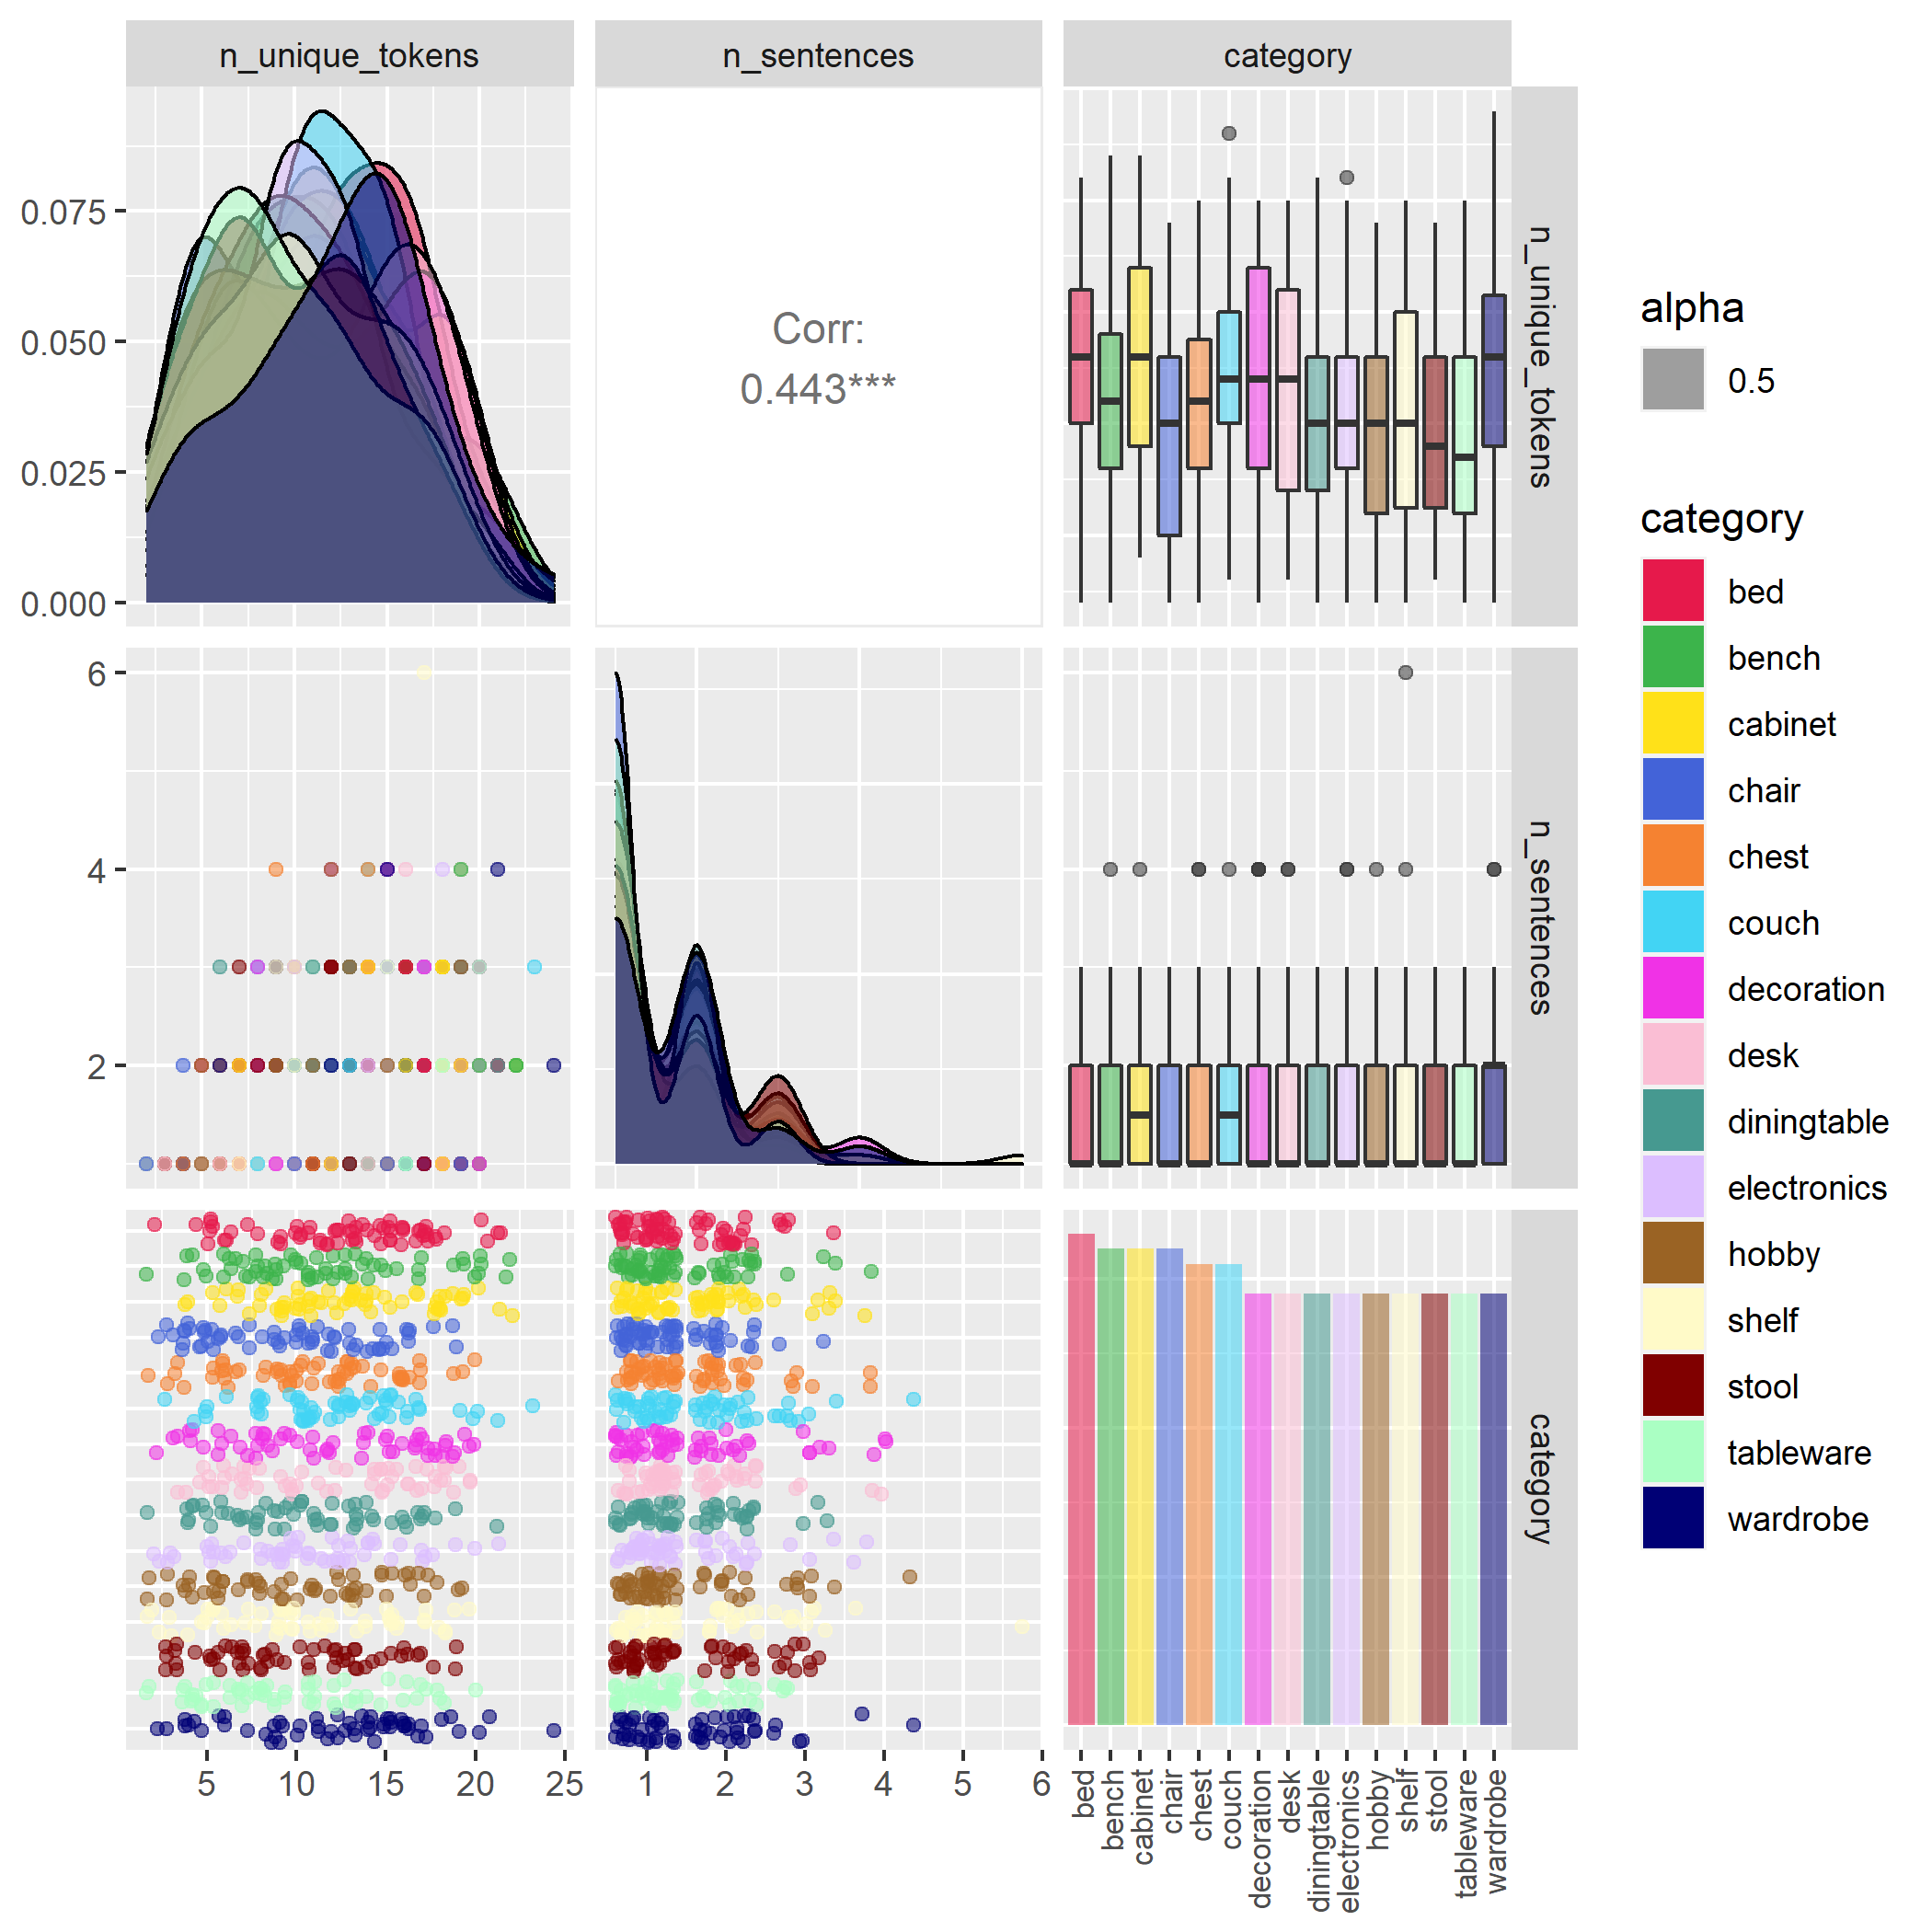 n_unique_tokens
n_sentences
category
0.075
0.050
0.025
0.000
Corr:
0.443***
n_unique_tokens
6
4
2
n_sentences
category
5
10
15
20
25
1
2
3
4
5
6
bed
bench
cabinet
chair
chest
couch
decoration
desk
diningtable
electronics
hobby
shelf
stool
tableware
wardrobe
alpha
0.5
category
bed
bench
cabinet
chair
chest
couch
decoration
desk
diningtable
electronics
hobby
shelf
stool
tableware
wardrobe